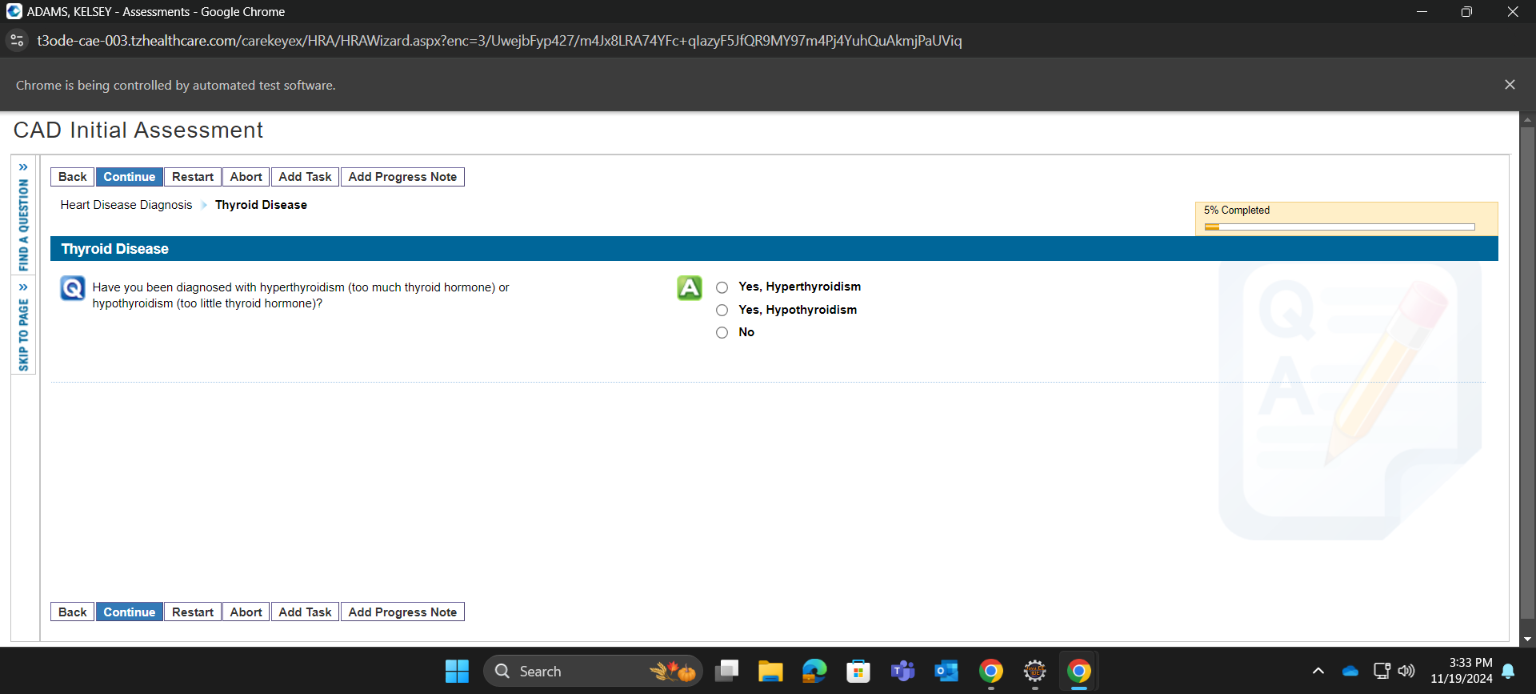 ADAMS, KELSEY - Assessments - Google Chrome
t3ode-cae-003.tzhealthcare.com/carekeyex/HRA/HRAWizard.aspx?enc=3/UwejbFyp427/m4Jx8LRA74YFc+qIazyF5JfQR9MY97m4Pj4YuhQuAkmjPaUViq
Chrome is being controlled by automated test software.
CAD Initial Assessment
FIND A QUESTION »
SKIP TO PAGE »
Back Continue Restart Abort Add Task Add Progress Note
Heart Disease Diagnosis Thyroid Disease
5% Completed
Thyroid Disease
Q Have you been diagnosed with hyperthyroidism (too much thyroid hormone) or
hypothyroidism (too little thyroid hormone)?
A Yes, Hyperthyroidism
Yes, Hypothyroidism
No
Q
A
Back Continue Restart Abort Add Task Add Progress Note
Search
3:33 PM
11/19/2024